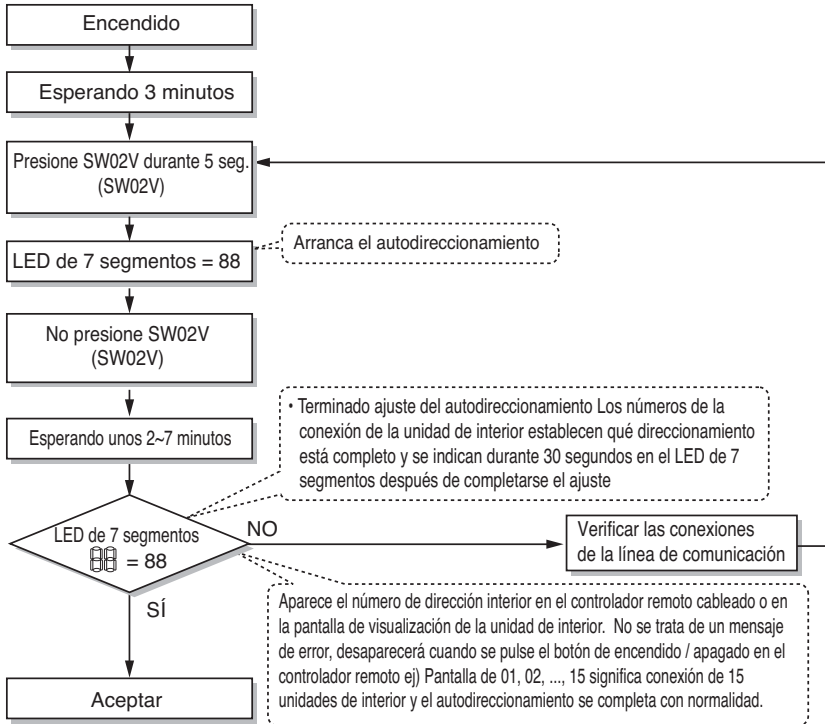 Encendido
Esperando 3 minutos
Presione SW02V durante 5 seg.
(SW02V)
Arranca el autodireccionamiento
LED de 7 segmentos = 88
No presione SW02V
(SW02V)
• Terminado ajuste del autodireccionamiento Los números de la
conexión de la unidad de interior establecen qué direccionamiento
está completo y se indican durante 30 segundos en el LED de 7
segmentos después de completarse el ajuste
Esperando unos 2~7 minutos
LED de 7 segmentos
88 = 88
NO
Verificar las conexiones
de la línea de comunicación
SÍ
Aparece el número de dirección interior en el controlador remoto cableado o en
la pantalla de visualización de la unidad de interior. No se trata de un mensaje
de error, desaparecerá cuando se pulse el botón de encendido / apagado en el
controlador remoto ej) Pantalla de 01, 02, ..., 15 significa conexión de 15
unidades de interior y el autodireccionamiento se completa con normalidad.
Aceptar